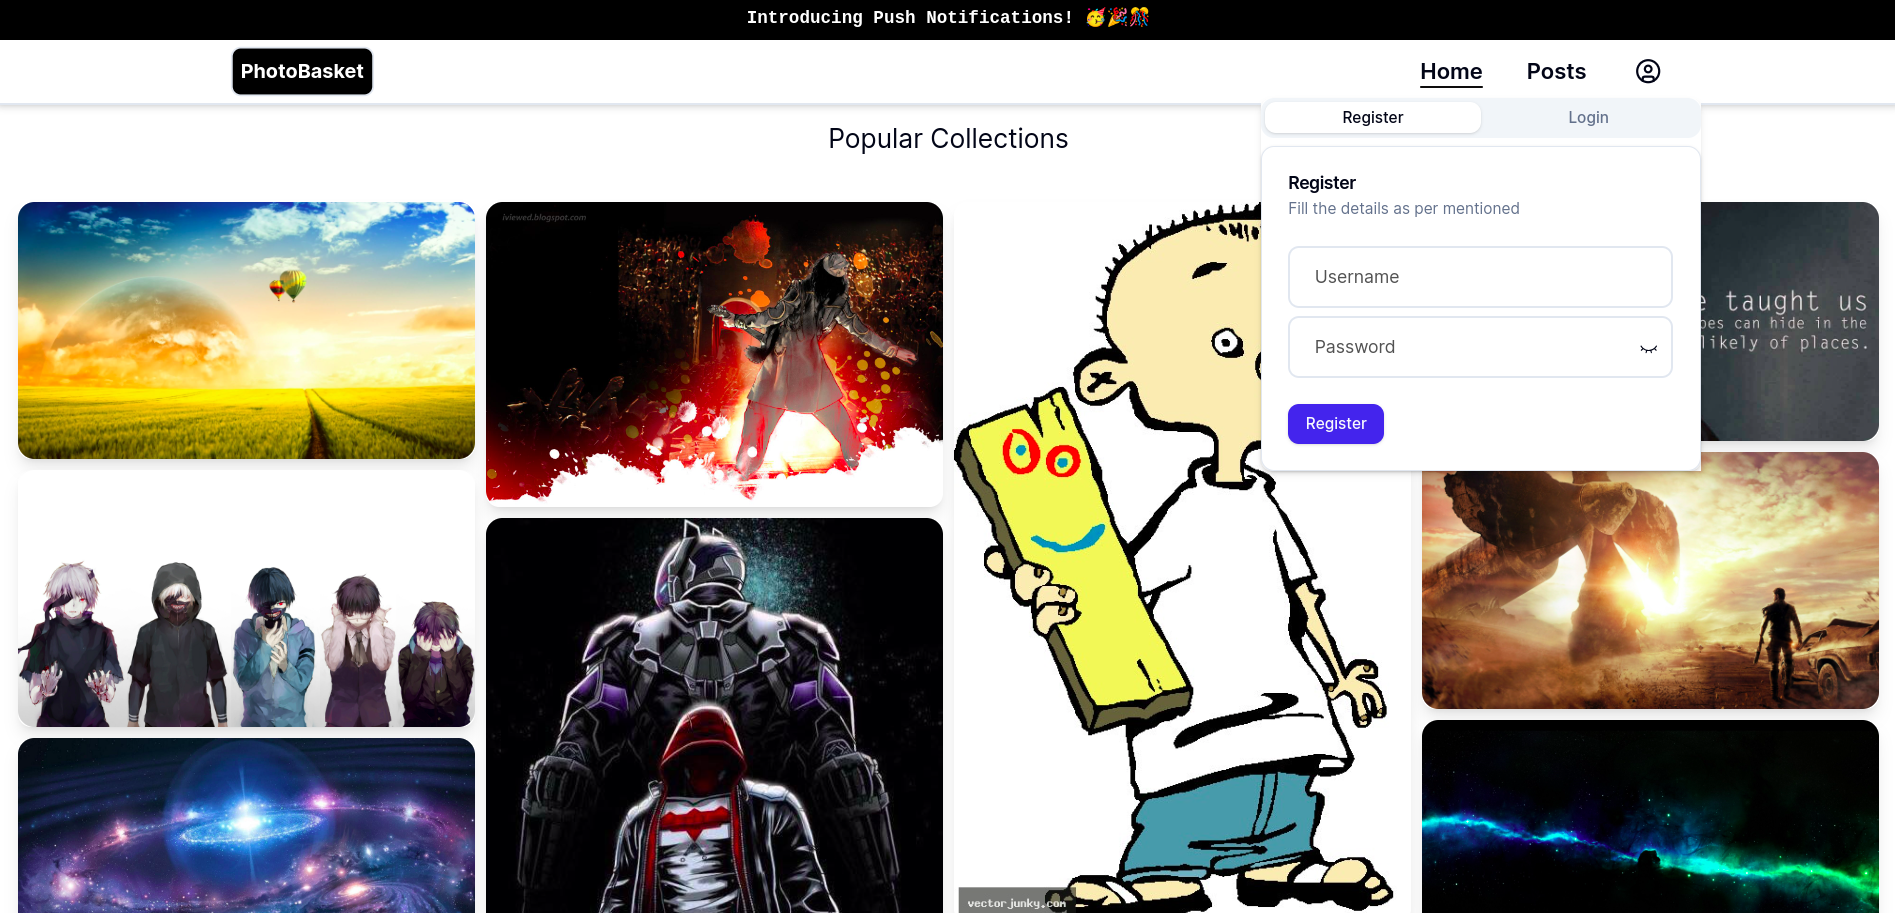 Introducing Push Notifications! 🥳🎉🎊
PhotoBasket
Home
Posts
Register
Login
Popular Collections
Register
Fill the details as per mentioned
Username
Password
Register
iviewed.blogspot.com
e taught us
oes can hide in the
likely of places.
vectorjunky.com